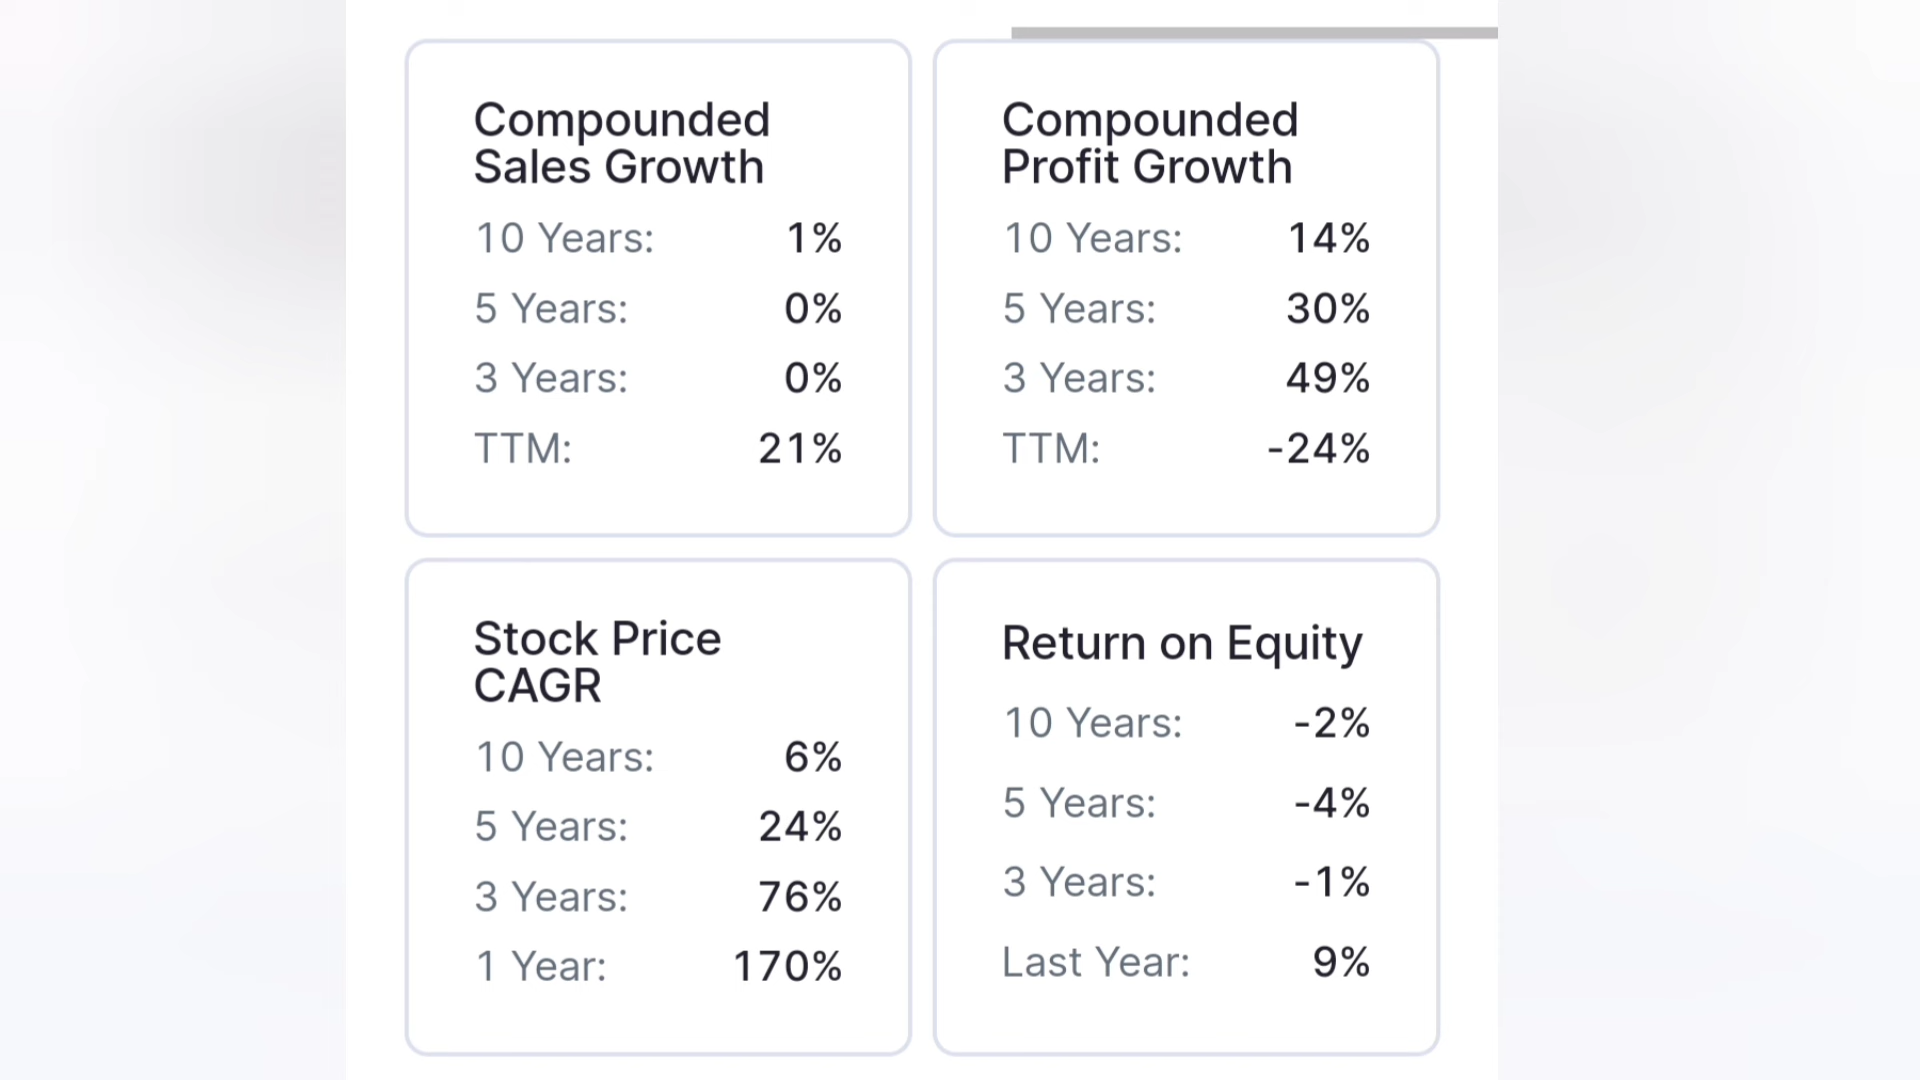 Compounded
Sales Growth
10 Years: 1%
5 Years: 0%
3 Years: 0%
TTM: 21%
Compounded
Profit Growth
10 Years: 14%
5 Years: 30%
3 Years: 49%
TTM: -24%
Stock Price
CAGR
10 Years: 6%
5 Years: 24%
3 Years: 76%
1 Year: 170%
Return on Equity
10 Years: -2%
5 Years: -4%
3 Years: -1%
Last Year: 9%